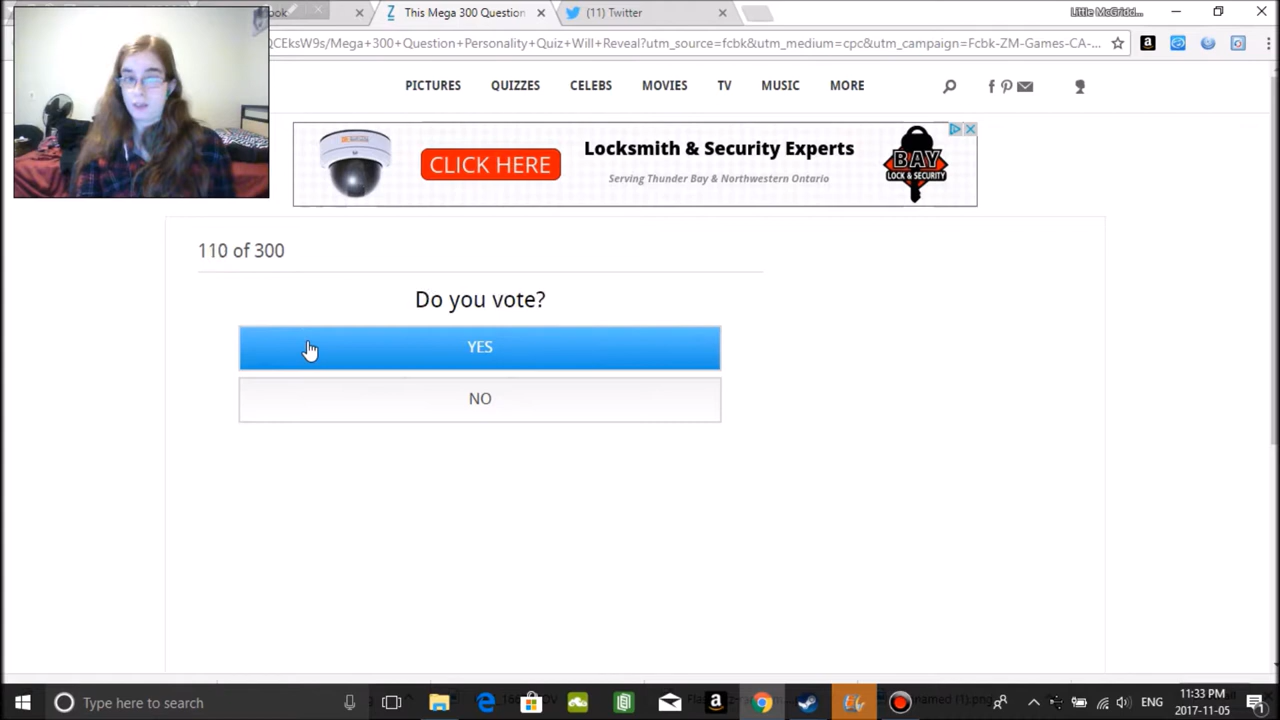 ook
This Mega 300 Question
(11) Twitter
Little McGridd...
QCEksW9s/Mega+300+Question+Personality+Quiz+Will+Reveal?utm_source=fcbk&utm_medium=cpc&utm_campaign=Fcbk-ZM-Games-CA-...
PICTURES QUIZZES CELEBS MOVIES TV MUSIC MORE
CLICK HERE
Locksmith & Security Experts
Serving Thunder Bay & Northwestern Ontario
BAY
LOCK & SECURITY
110 of 300
Do you vote?
YES
NO
Type here to search
ENG
11:33 PM
2017-11-05